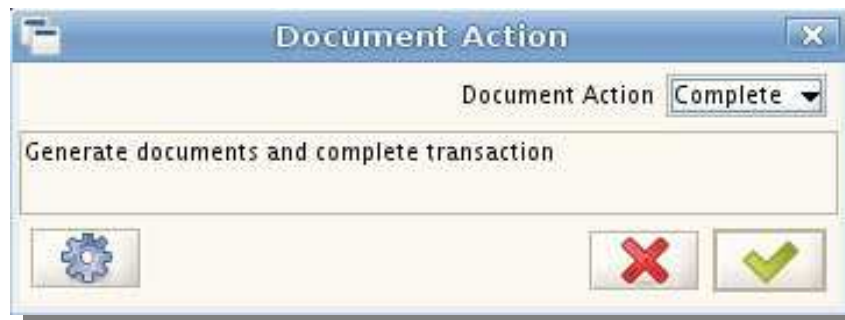 Document Action
Document Action Complete
Generate documents and complete transaction